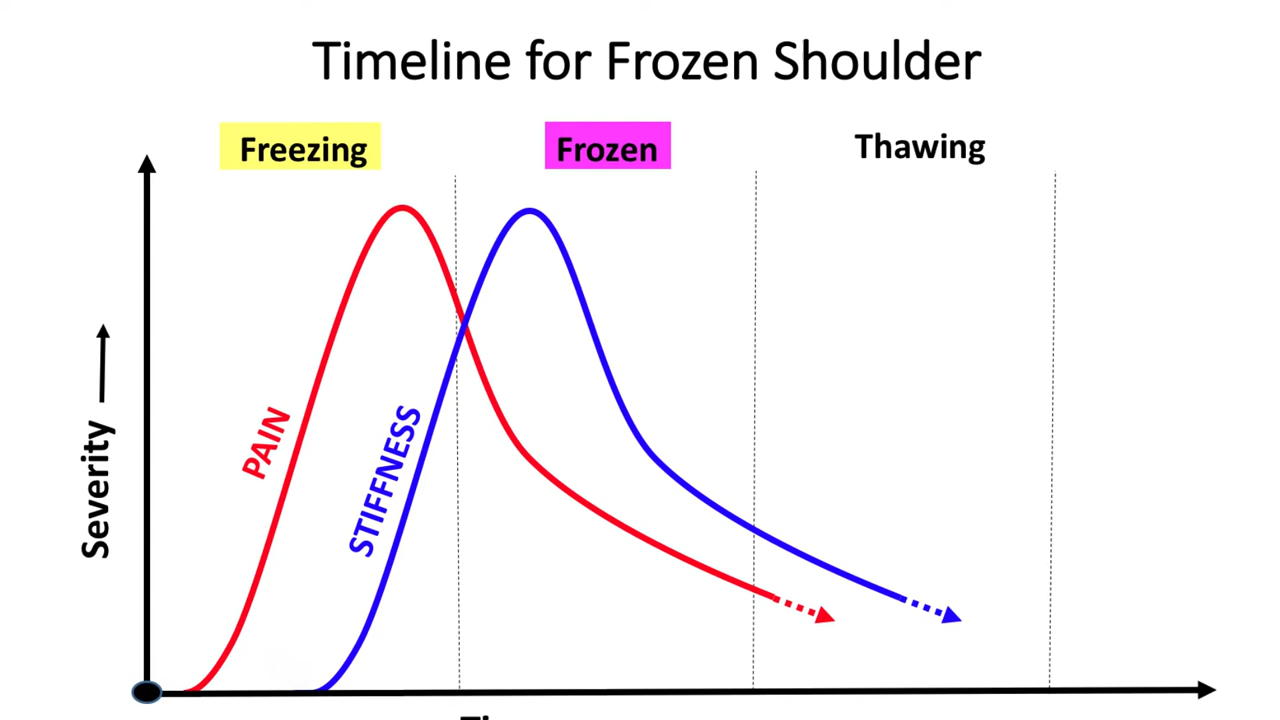 Timeline for Frozen Shoulder
Freezing
Frozen
Thawing
Severity
PAIN
STIFFNESS